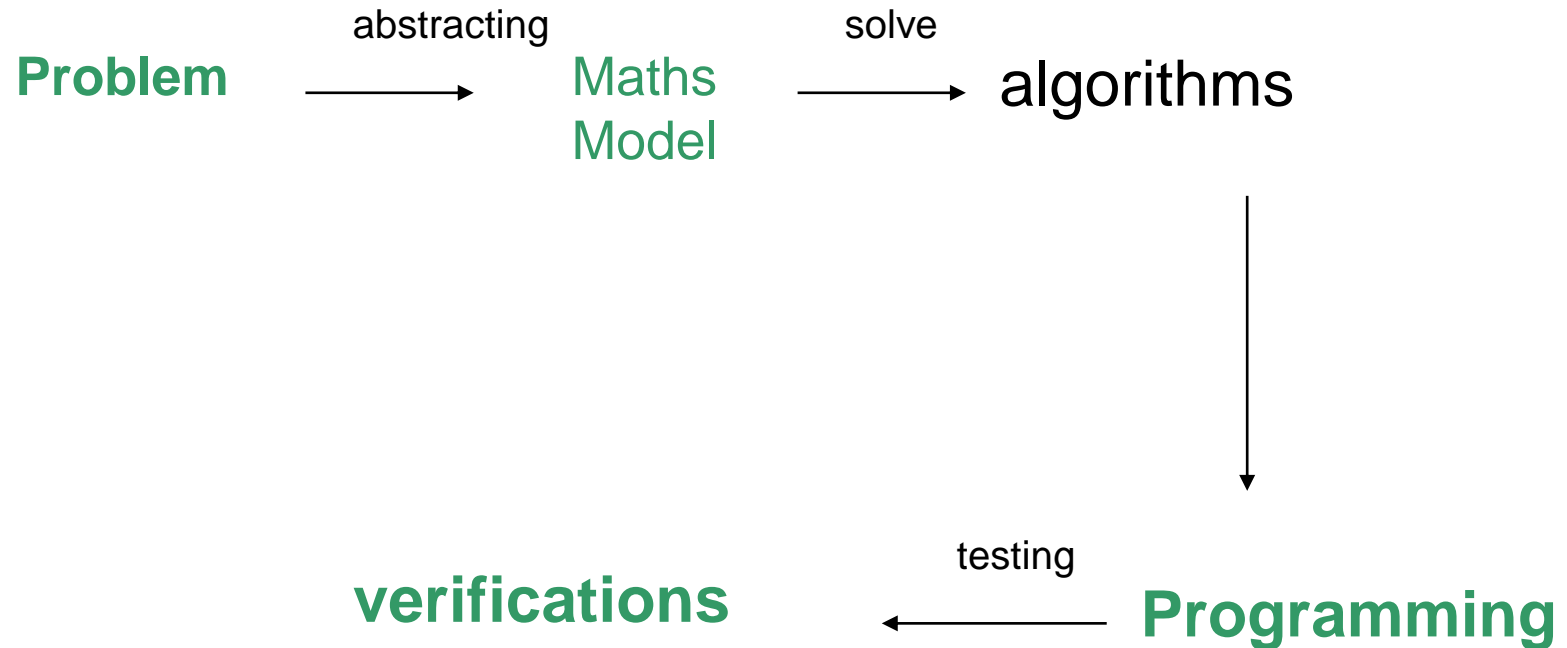 abstracting
solve
Problem
Maths
Model
algorithms
testing
verifications
Programming